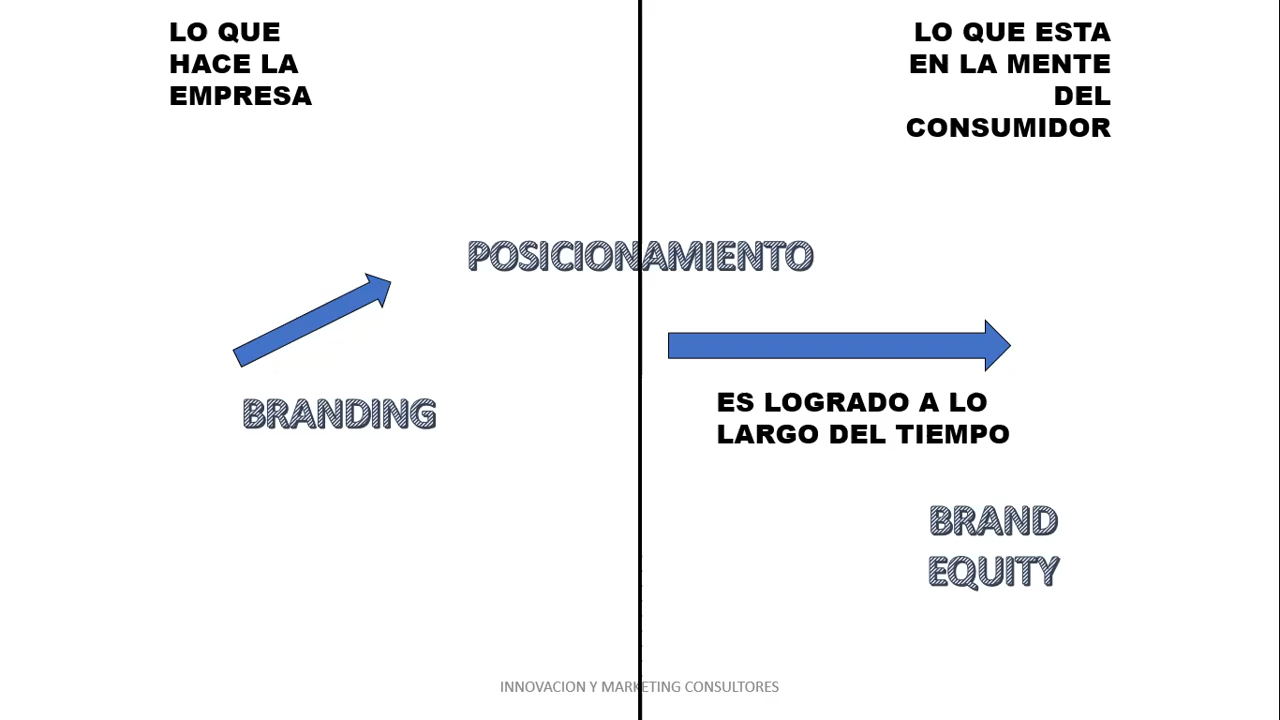 LO QUE
HACE LA
EMPRESA
LO QUE ESTA
EN LA MENTE
DEL
CONSUMIDOR
POSICIONAMIENTO
BRANDING
ES LOGRADO A LO
LARGO DEL TIEMPO
BRAND
EQUITY
INNOVACION Y MARKETING CONSULTORES